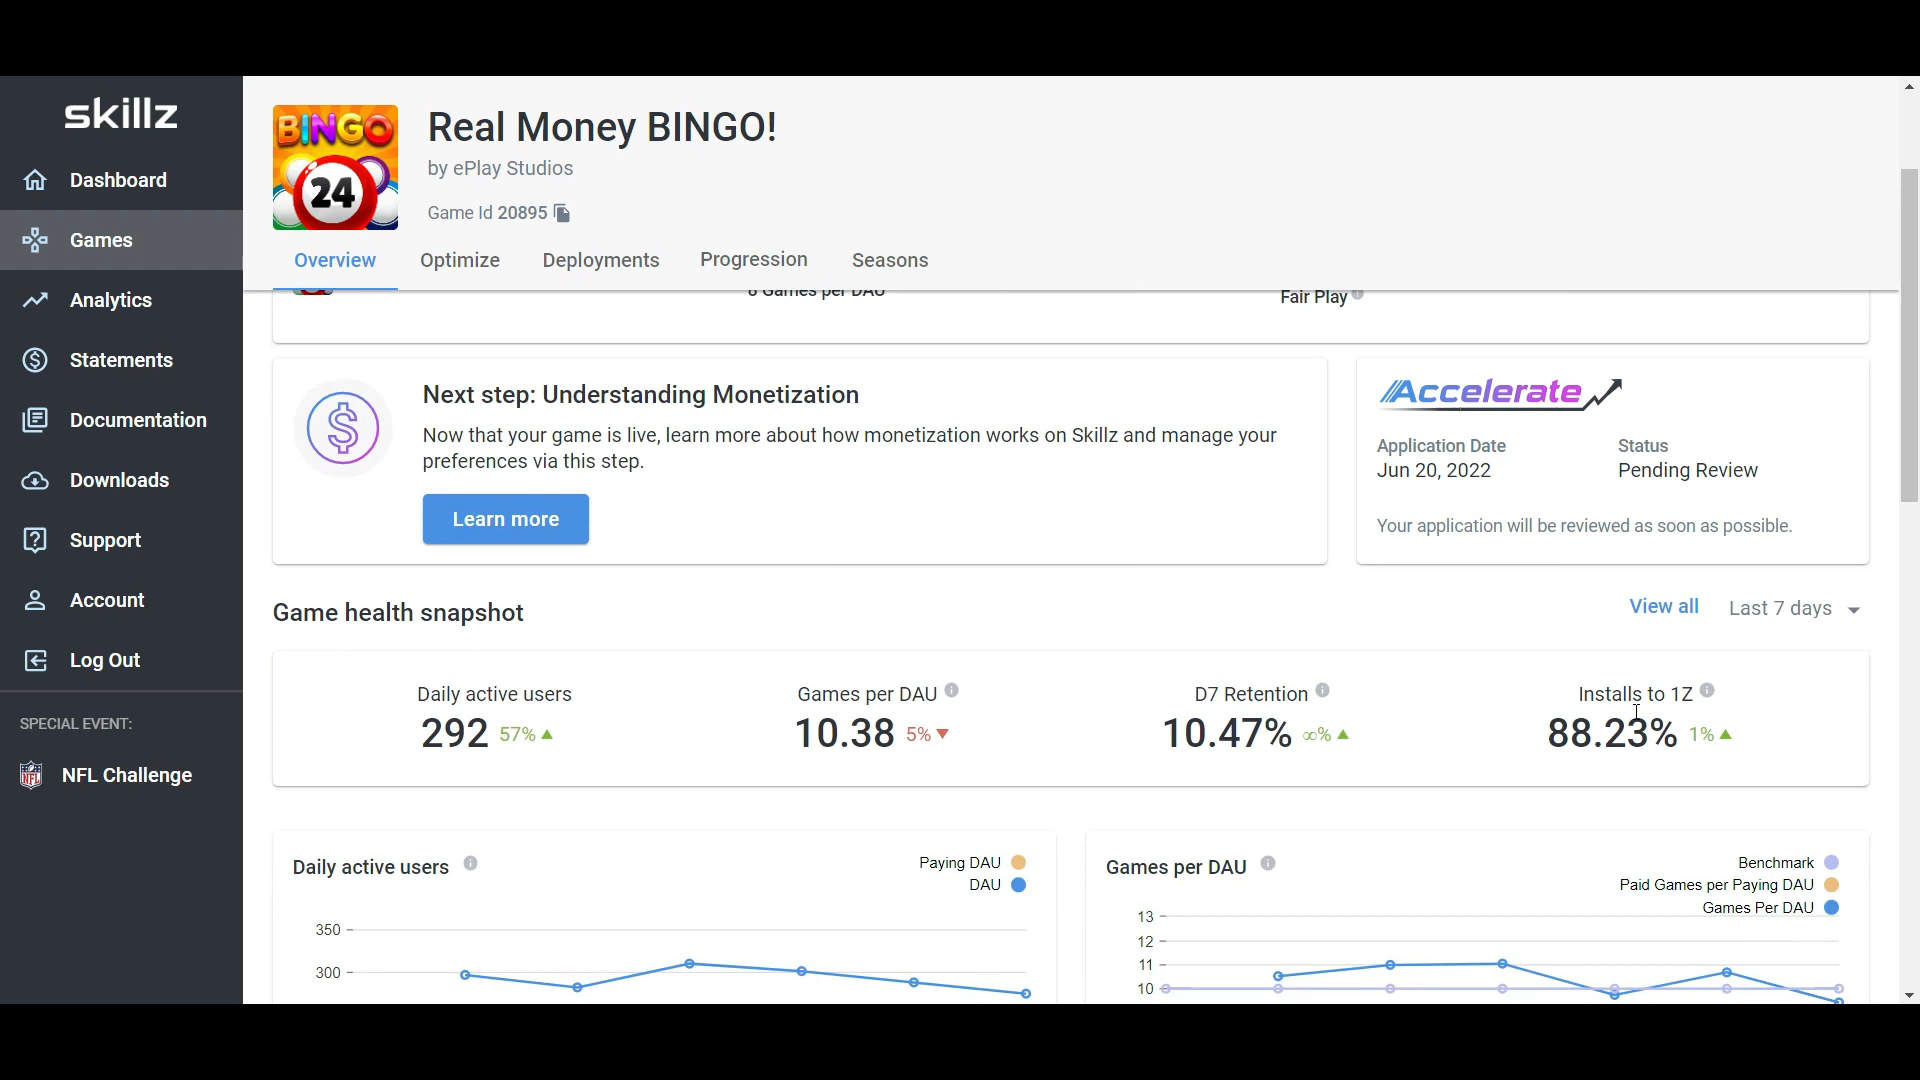 skillz
Dashboard
Games
Analytics
Statements
Documentation
Downloads
Support
Account
Log Out
SPECIAL EVENT:
NFL
NFL Challenge
BINGO
24
Real Money BINGO!
by ePlay Studios
Game Id 20895
Overview
Optimize
Deployments
Progression
Seasons
8 Games per DAU
Fair Play
Next step: Understanding Monetization
Now that your game is live, learn more about how monetization works on Skillz and manage your
preferences via this step.
Learn more
Accelerate
Application Date
Jun 20, 2022
Status
Pending Review
Your application will be reviewed as soon as possible.
Game health snapshot
View all
Last 7 days
Daily active users
292 57%
Games per DAU
10.38 5%
D7 Retention
10.47% ∞%
Installs to 1Z
88.23% 1%
Daily active users
Paying DAU
DAU
350
300
Games per DAU
Benchmark
Paid Games per Paying DAU
Games Per DAU
13
12
11
10